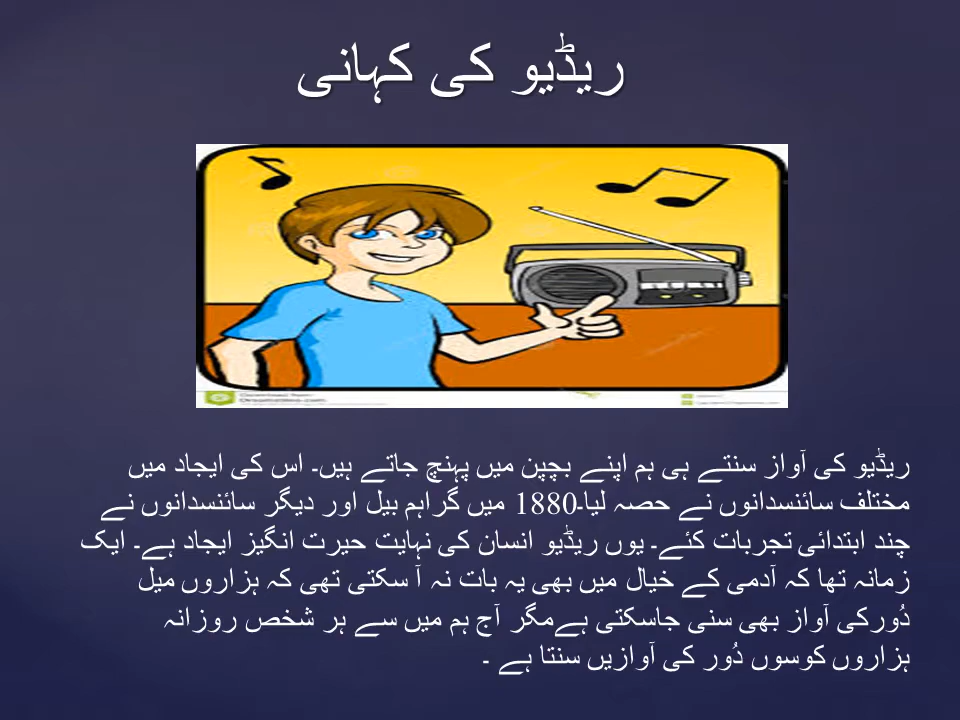 ریڈیو کی کہانی
ریڈیو کی آواز سنتے ہی ہم اپنے بچپن میں پہنچ جاتے ہیں۔ اس کی ایجاد میں
مختلف سائنسدانوں نے حصہ لیا۔1880 میں گراہم بیل اور دیگر سائنسدانوں نے
چند ابتدائی تجربات کئے۔ یوں ریڈیو انسان کی نہایت حیرت انگیز ایجاد ہے۔ ایک
زمانہ تھا کہ آدمی کے خیال میں بھی یہ بات نہ آ سکتی تھی کہ ہزاروں میل
دُورکی آواز بھی سنی جاسکتی ہےمگر آج ہم میں سے ہر شخص روزانہ
ہزاروں کوسوں دُور کی آوازیں سنتا ہے ۔